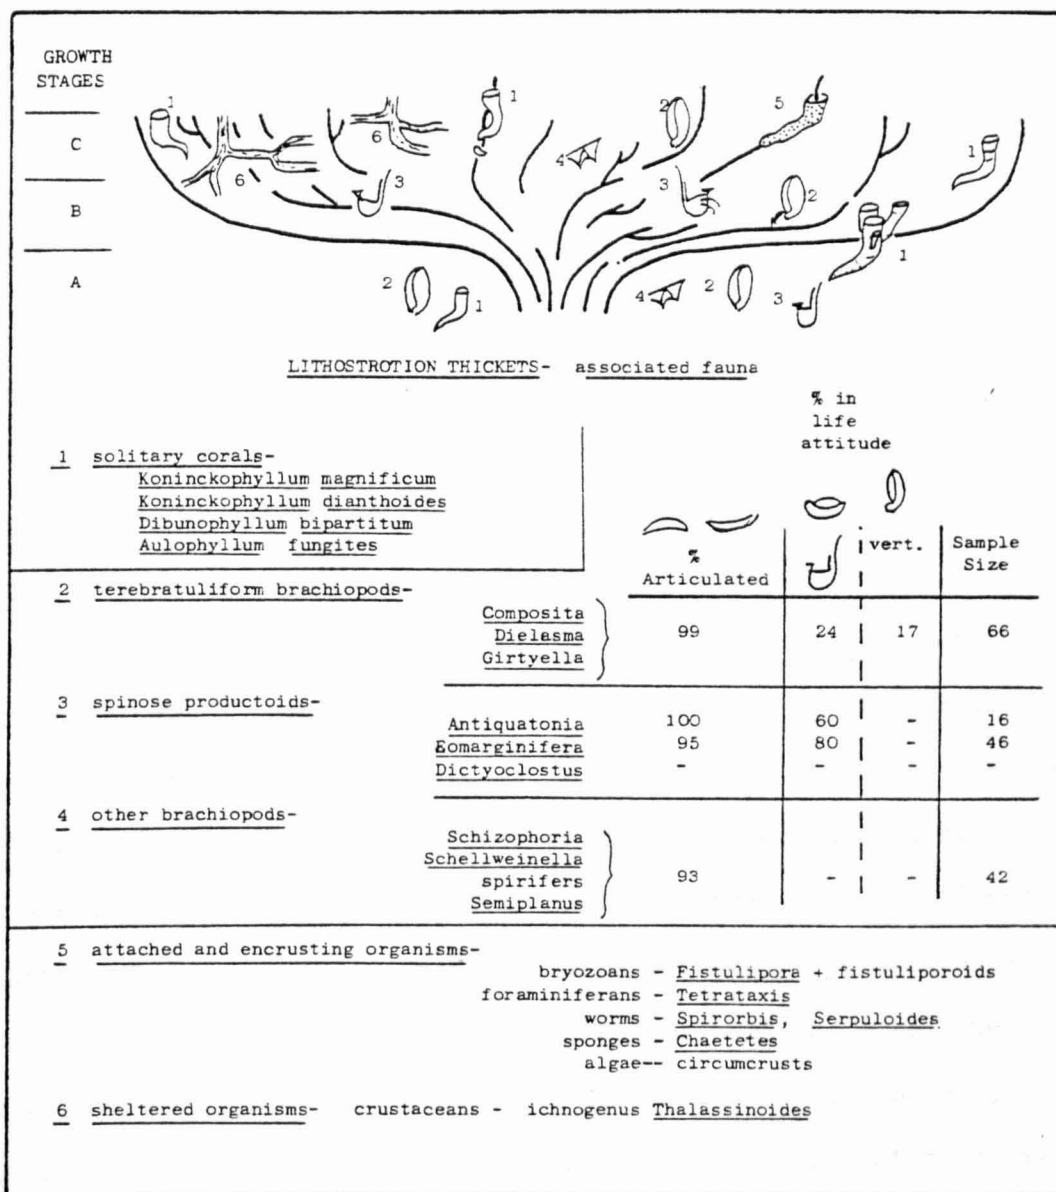 GROWTH
STAGES
1
1
2
5
C
6
4
1
6
3
3
2
B
1
A
2
1
4
2
3
LITHOSTROTION THICKETS- associated fauna
% in
life
attitude
1 solitary corals-
Koninckophyllum magnificum
Koninckophyllum dianthoides
Dibunophyllum bipartitum
Aulophyllum fungites
% Articulated
vert.
Sample Size
2 terebratuliform brachiopods-
Composita
Dielasma 99 24 17 66
Girtyella
3 spinose productoids-
Antiquatonia 100 60 - 16
Eomarginifera 95 80 - 46
Dictyoclostus - - - -
4 other brachiopods-
Schizophoria
Schellweinella
spirifers 93 - - 42
Semiplanus
5 attached and encrusting organisms-
bryozoans - Fistulipora + fistuliporoids
foraminiferans - Tetrataxis
worms - Spirorbis, Serpuloides
sponges - Chaetetes
algae-- circumcrusts
6 sheltered organisms- crustaceans - ichnogenus Thalassinoides